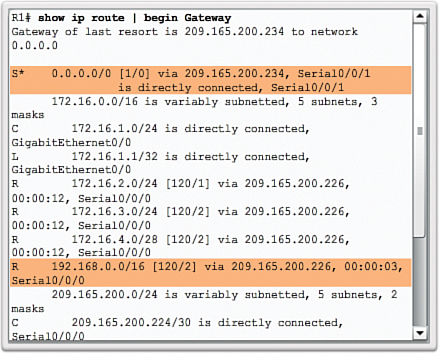 R1# show ip route | begin Gateway
Gateway of last resort is 209.165.200.234 to network
0.0.0.0
S* 0.0.0.0/0 [1/0] via 209.165.200.234, Serial0/0/1
is directly connected, Serial0/0/1
172.16.0.0/16 is variably subnetted, 5 subnets, 3
masks
C 172.16.1.0/24 is directly connected,
GigabitEthernet0/0
L 172.16.1.1/32 is directly connected,
GigabitEthernet0/0
R 172.16.2.0/24 [120/1] via 209.165.200.226,
00:00:12, Serial0/0/0
R 172.16.3.0/24 [120/2] via 209.165.200.226,
00:00:12, Serial0/0/0
R 172.16.4.0/28 [120/2] via 209.165.200.226,
00:00:12, Serial0/0/0
R 192.168.0.0/16 [120/2] via 209.165.200.226, 00:00:03,
Serial0/0/0
209.165.200.0/24 is variably subnetted, 5 subnets, 2
masks
C 209.165.200.224/30 is directly connected,
Serial0/0/0